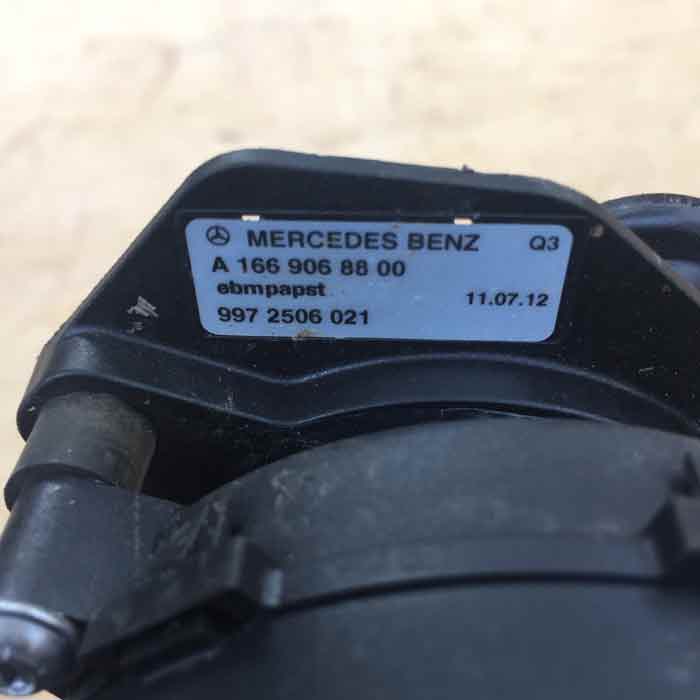 MERCEDES BENZ Q3
A 166 906 88 00
ebmpapst 11.07.12
997 2506 021